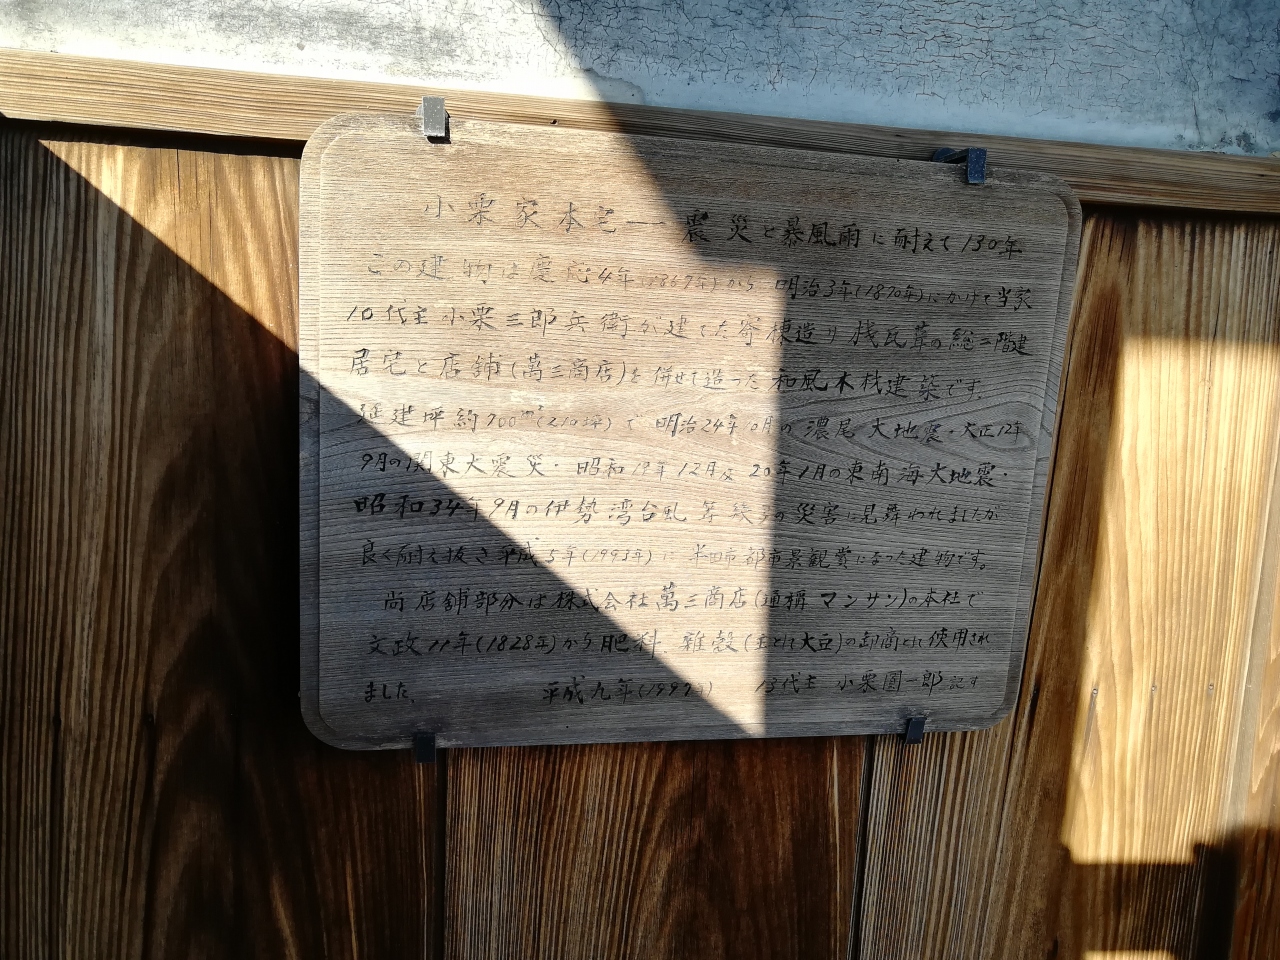 小栗家本宅—震災と暴風雨に耐えて130年
この建物は慶応4年(1867年)から 明治3年(1870年)にかけて当家
10代主小栗三郎兵衛が建てた寄棟造り桟瓦葺の総二階建
居宅と店舗(萬三商店)を併せて造った和風木材建築です。
延建坪約700m²(210坪)で 明治24年10月の濃尾大地震・大正12年
9月の関東大震災・昭和19年12月及20年1月の東南海大地震・
昭和34年9月の伊勢湾台風等 の災害に見舞われましたが
良く耐え抜き平成5年(1993年)に 半田市都市景観賞になった建物です。
尚店舗部分は株式会社萬三商店(通称 マンサン)の本社で
文政11年(1828年)から肥料、雑穀(主として大豆)の卸商として使用され
ました。 平成九年(1997年) 13代主 小栗 一郎 記す